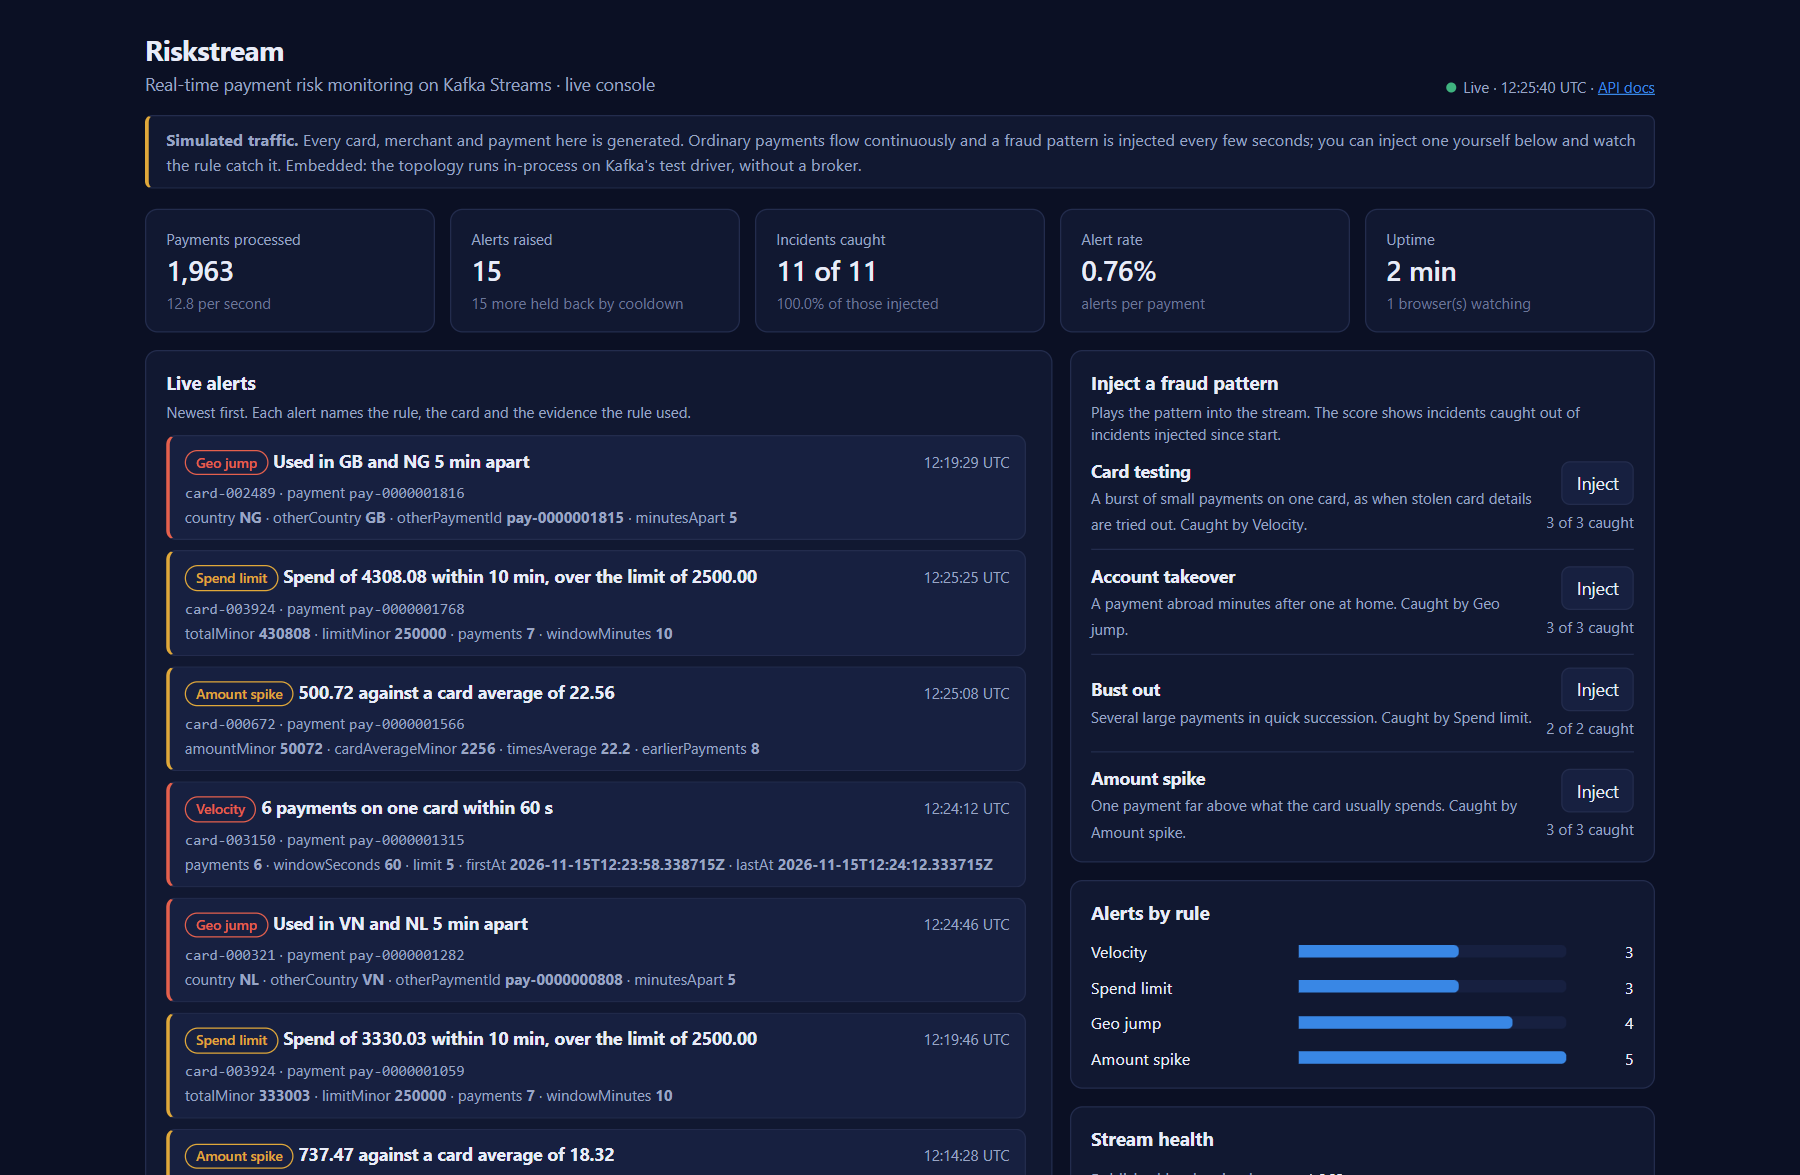 Riskstream
Real-time payment risk monitoring on Kafka Streams · live console
Live · 12:25:40 UTC · API docs
Simulated traffic. Every card, merchant and payment here is generated. Ordinary payments flow continuously and a fraud pattern is injected every few seconds; you can inject one yourself below and watch
the rule catch it. Embedded: the topology runs in-process on Kafka's test driver, without a broker.
Payments processed
1,963
12.8 per second
Alerts raised
15
15 more held back by cooldown
Incidents caught
11 of 11
100.0% of those injected
Alert rate
0.76%
alerts per payment
Uptime
2 min
1 browser(s) watching
Live alerts
Newest first. Each alert names the rule, the card and the evidence the rule used.
Geo jump Used in GB and NG 5 min apart 12:19:29 UTC
card-002489 · payment pay-0000001816
country NG · otherCountry GB · otherPaymentId pay-0000001815 · minutesApart 5
Spend limit Spend of 4308.08 within 10 min, over the limit of 2500.00 12:25:25 UTC
card-003924 · payment pay-0000001768
totalMinor 430808 · limitMinor 250000 · payments 7 · windowMinutes 10
Amount spike 500.72 against a card average of 22.56 12:25:08 UTC
card-000672 · payment pay-0000001566
amountMinor 50072 · cardAverageMinor 2256 · timesAverage 22.2 · earlierPayments 8
Velocity 6 payments on one card within 60 s 12:24:12 UTC
card-003150 · payment pay-0000001315
payments 6 · windowSeconds 60 · limit 5 · firstAt 2026-11-15T12:23:58.338715Z · lastAt 2026-11-15T12:24:12.333715Z
Geo jump Used in VN and NL 5 min apart 12:24:46 UTC
card-000321 · payment pay-0000001282
country NL · otherCountry VN · otherPaymentId pay-0000000808 · minutesApart 5
Spend limit Spend of 3330.03 within 10 min, over the limit of 2500.00 12:19:46 UTC
card-003924 · payment pay-0000001059
totalMinor 333003 · limitMinor 250000 · payments 7 · windowMinutes 10
Amount spike 737.47 against a card average of 18.32 12:14:28 UTC
Inject a fraud pattern
Plays the pattern into the stream. The score shows incidents caught out of
incidents injected since start.
Card testing
A burst of small payments on one card, as when stolen card details
are tried out. Caught by Velocity.
Inject
3 of 3 caught
Account takeover
A payment abroad minutes after one at home. Caught by Geo
jump.
Inject
3 of 3 caught
Bust out
Several large payments in quick succession. Caught by Spend limit.
Inject
2 of 2 caught
Amount spike
One payment far above what the card usually spends. Caught by
Amount spike.
Inject
3 of 3 caught
Alerts by rule
Velocity 3
Spend limit 3
Geo jump 4
Amount spike 5
Stream health